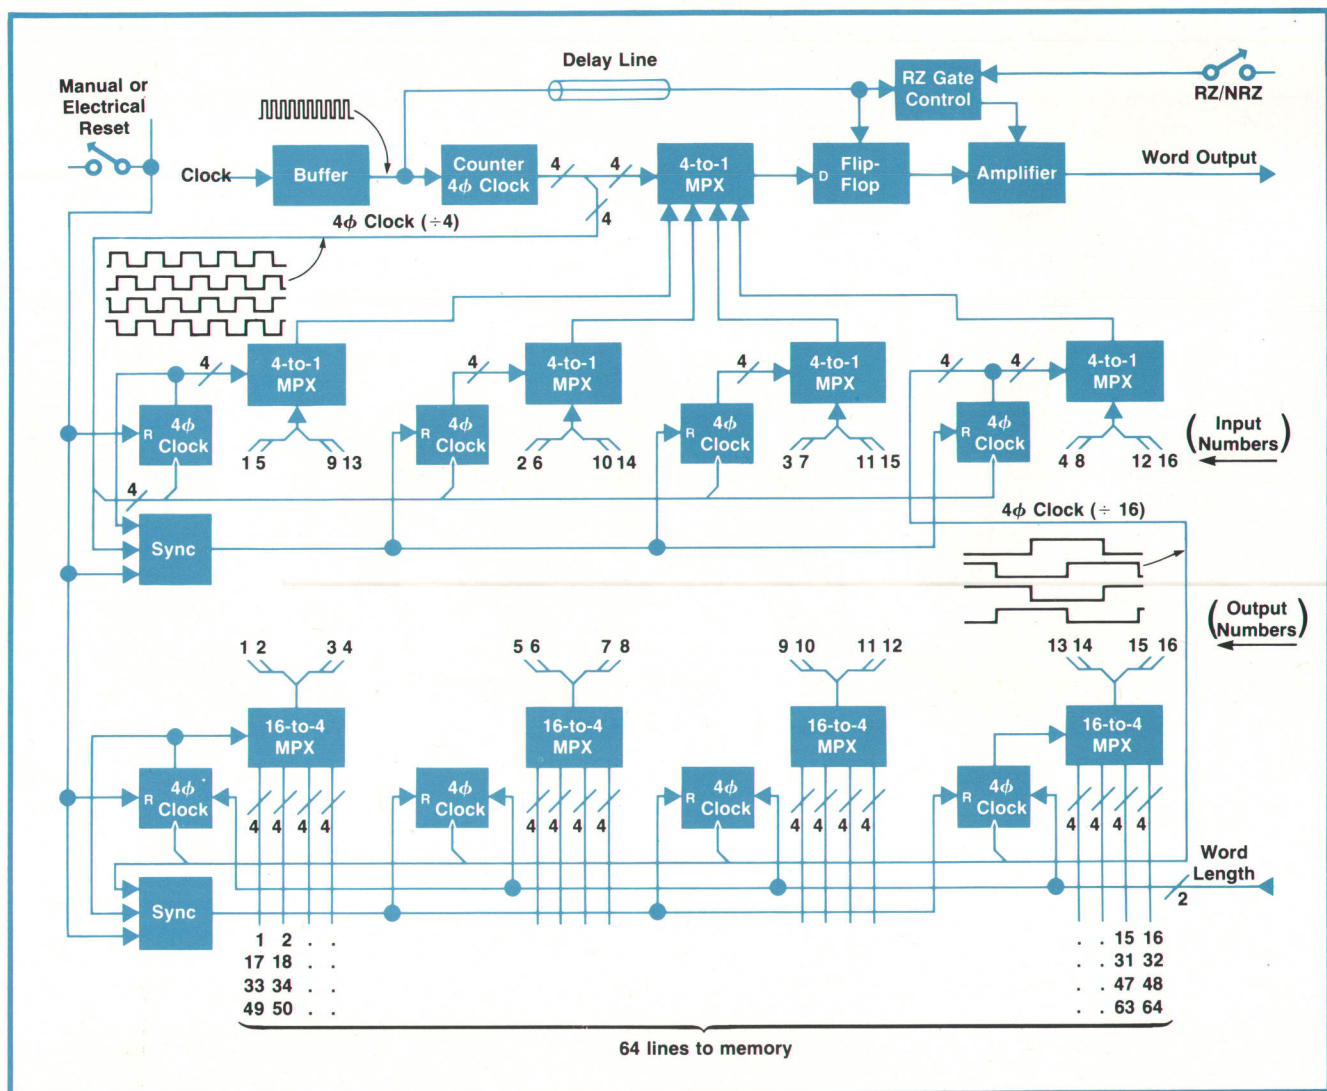 Delay Line
Manual or
Electrical
Reset
RZ Gate
Control
RZ/NRZ
Clock
Buffer
Counter
4ϕ Clock
4
4
4-to-1
MPX
D
Flip-
Flop
Amplifier
Word Output
4
4ϕ Clock (÷4)
4
4-to-1
MPX
4
4-to-1
MPX
4
4-to-1
MPX
4
4
4-to-1
MPX
R
4ϕ
Clock
R
4ϕ
Clock
R
4ϕ
Clock
R
4ϕ
Clock
1 5
9 13
2 6
10 14
3 7
11 15
4 8
12 16
(Input
Numbers)
4
Sync
4ϕ Clock (÷ 16)
(Output
Numbers)
1 2
3 4
5 6
7 8
9 10
11 12
13 14
15 16
16-to-4
MPX
16-to-4
MPX
16-to-4
MPX
16-to-4
MPX
R
4ϕ
Clock
R
4ϕ
Clock
R
4ϕ
Clock
R
4ϕ
Clock
4 4 4 4
4 4 4 4
4 4 4 4
4 4 4 4
Word
Length
2
Sync
1 2 . .
. . 15 16
17 18 . .
. . 31 32
33 34 . .
. . 47 48
49 50 . .
. . 63 64
64 lines to memory